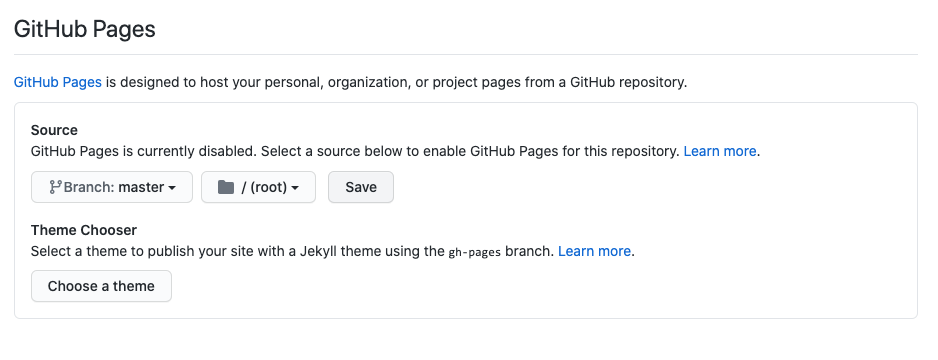 GitHub Pages
GitHub Pages is designed to host your personal, organization, or project pages from a GitHub repository.
Source
GitHub Pages is currently disabled. Select a source below to enable GitHub Pages for this repository. Learn more.
Branch: master / (root) Save
Theme Chooser
Select a theme to publish your site with a Jekyll theme using the gh-pages branch. Learn more.
Choose a theme